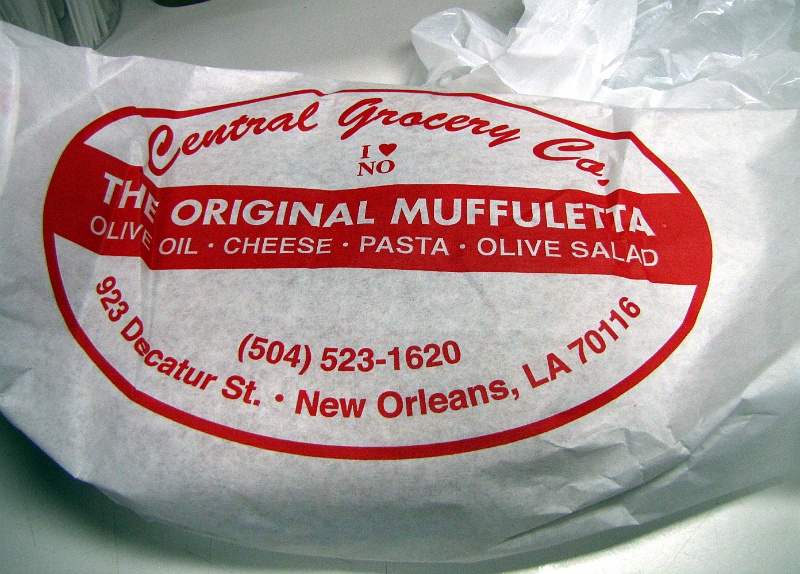 Central Grocery Co.
I ♥
NO
THE ORIGINAL MUFFULETTA
OLIVE OIL · CHEESE · PASTA · OLIVE SALAD
(504) 523-1620
923 Decatur St. · New Orleans, LA 70116